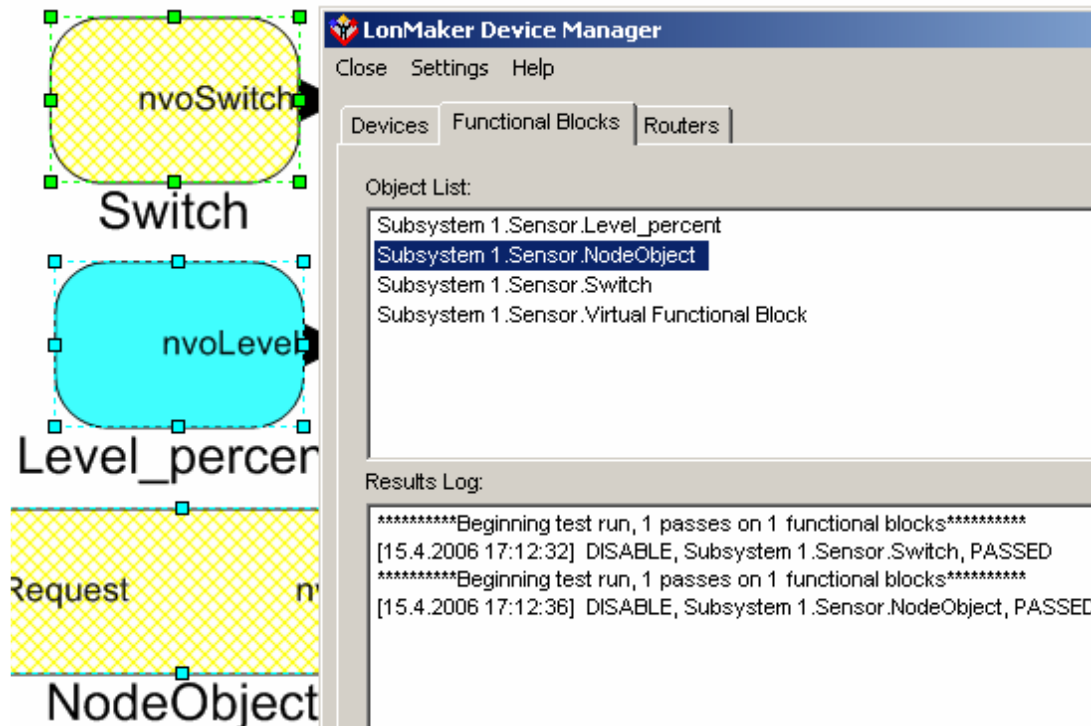 nvoSwitch
Switch
nvoLevel
Level_percen
Request
n
NodeObject
LonMaker Device Manager
Close Settings Help
Devices Functional Blocks Routers
Object List:
Subsystem 1.Sensor.Level_percent
Subsystem 1.Sensor.NodeObject
Subsystem 1.Sensor.Switch
Subsystem 1.Sensor.Virtual Functional Block
Results Log:
**********Beginning test run, 1 passes on 1 functional blocks**********
[15.4.2006 17:12:32] DISABLE, Subsystem 1.Sensor.Switch, PASSED
**********Beginning test run, 1 passes on 1 functional blocks**********
[15.4.2006 17:12:36] DISABLE, Subsystem 1.Sensor.NodeObject, PASSED